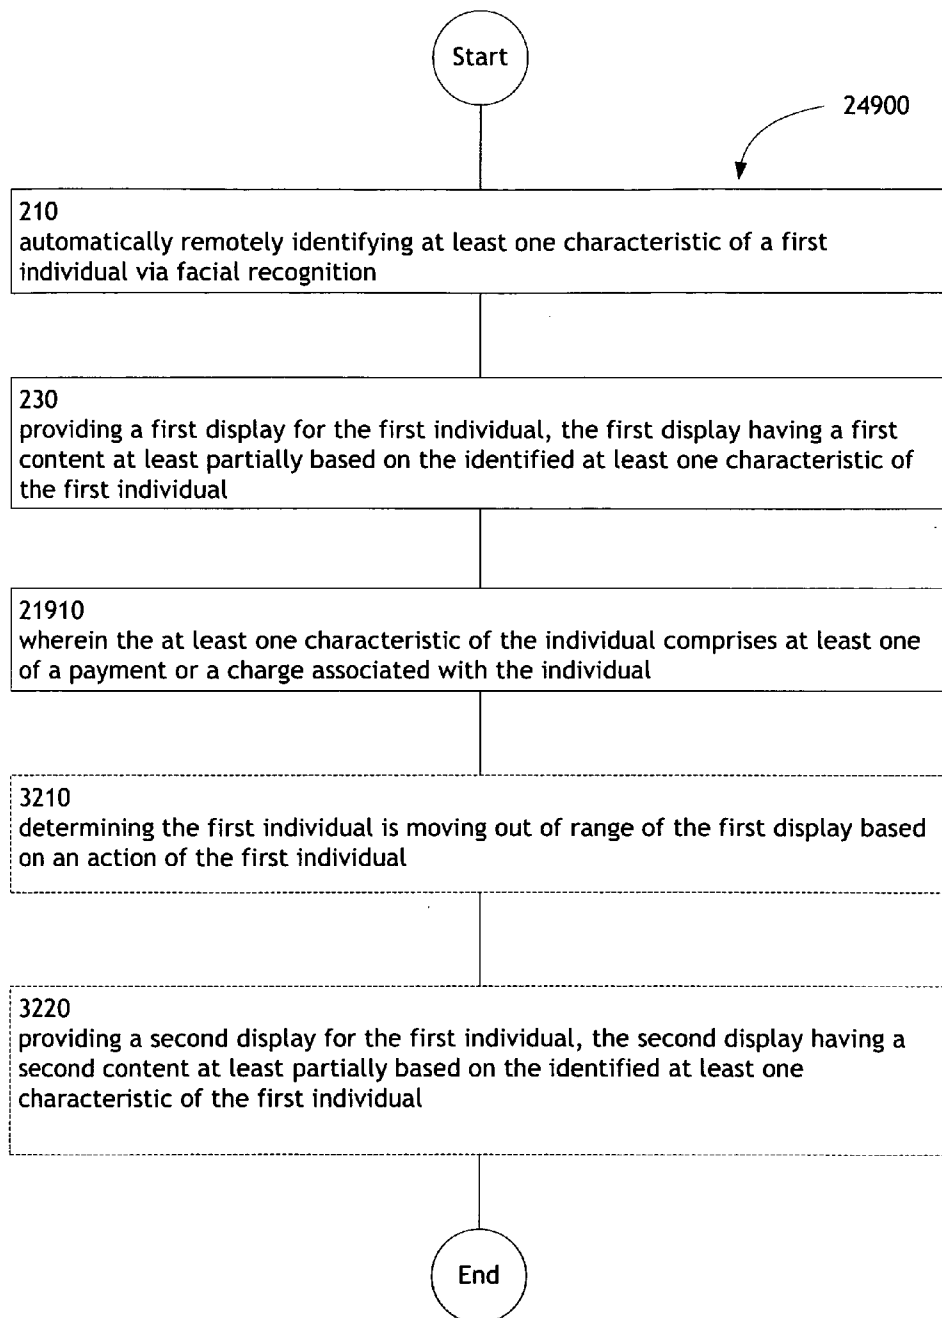 Start
24900
210
automatically remotely identifying at least one characteristic of a first
individual via facial recognition
230
providing a first display for the first individual, the first display having a first
content at least partially based on the identified at least one characteristic of
the first individual
21910
wherein the at least one characteristic of the individual comprises at least one
of a payment or a charge associated with the individual
3210
determining the first individual is moving out of range of the first display based
on an action of the first individual
3220
providing a second display for the first individual, the second display having a
second content at least partially based on the identified at least one
characteristic of the first individual
End